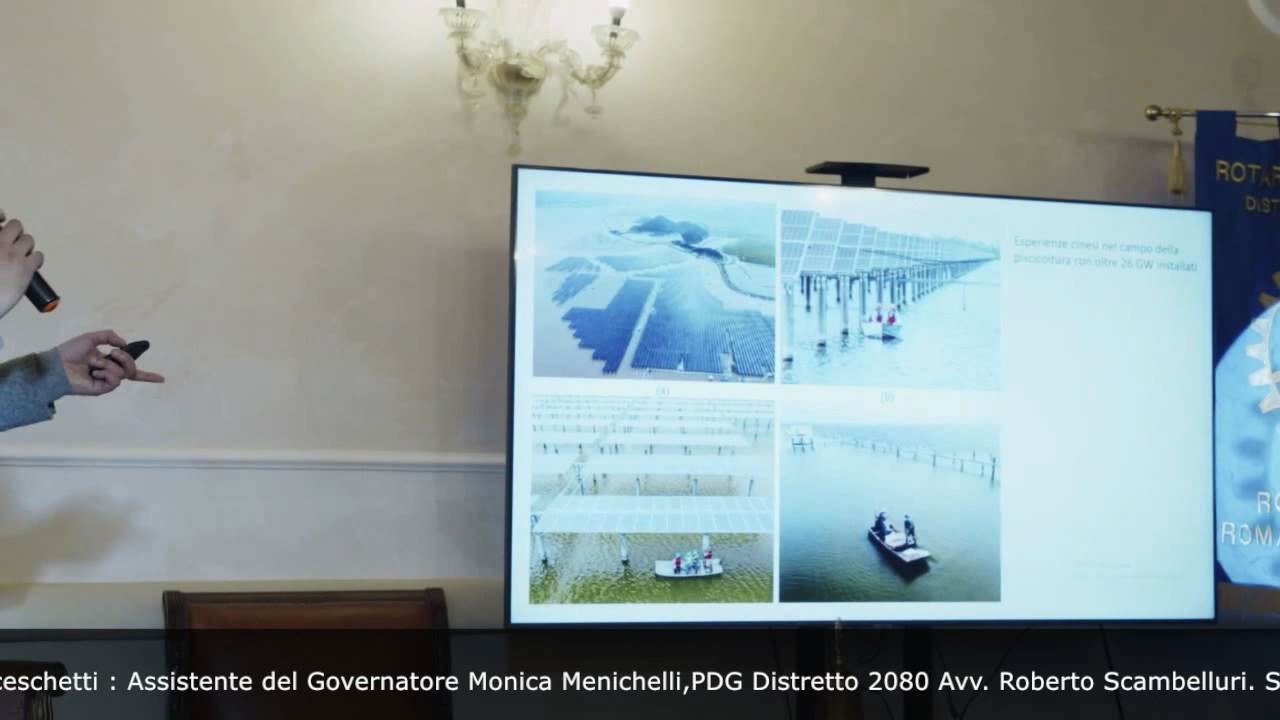 Esperienze cinesi nel campo della
piscicoltura con oltre 26 GW installati
(a)
(b)
ROTAR
DIST
RO
ROMA
ceschetti : Assistente del Governatore Monica Menichelli,PDG Distretto 2080 Avv. Roberto Scambelluri. S